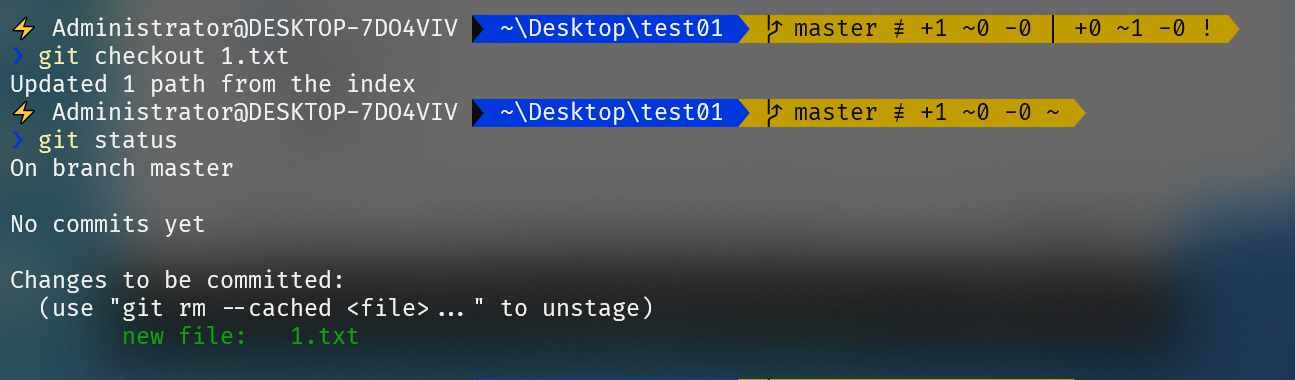 ⚡ Administrator@DESKTOP-7DO4VIV ~\Desktop\test01 master ≢ +1 ~0 -0 | +0 ~1 -0 !
❯ git checkout 1.txt
Updated 1 path from the index
⚡ Administrator@DESKTOP-7DO4VIV ~\Desktop\test01 master ≢ +1 ~0 -0 ~
❯ git status
On branch master
No commits yet
Changes to be committed:
(use "git rm --cached <file>..." to unstage)
new file: 1.txt